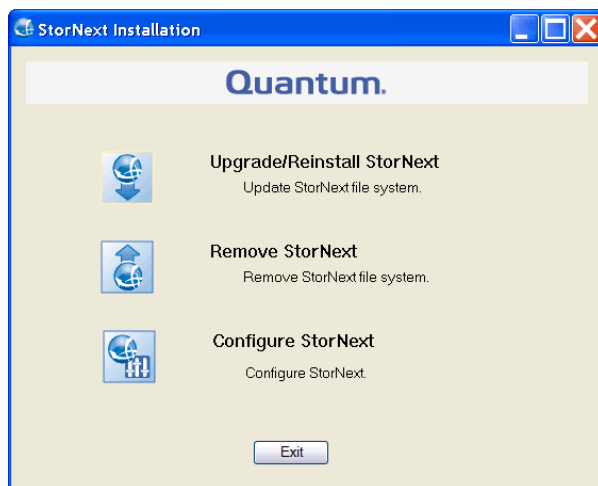 StorNext Installation
Quantum.
Upgrade/Reinstall StorNext
Update StorNext file system.
Remove StorNext
Remove StorNext file system.
Configure StorNext
Configure StorNext.
Exit